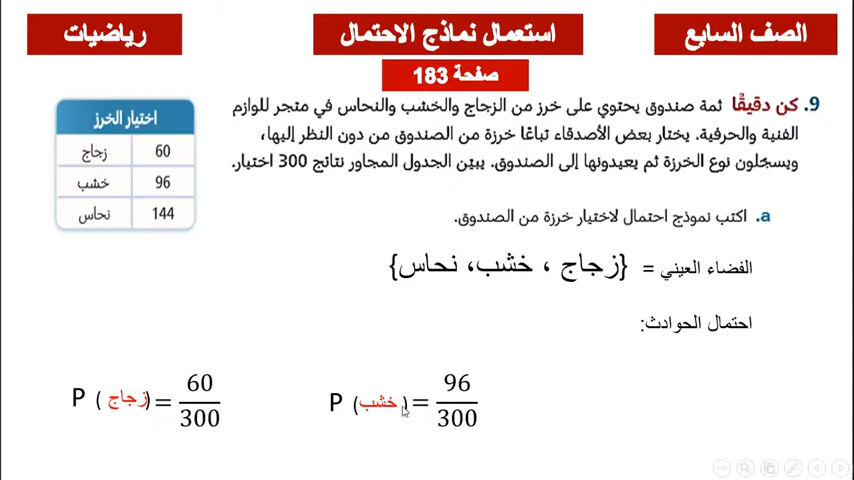 الصف السابع
استعمال نماذج الاحتمال
رياضيات
صفحة 183
9. كن دقيقًا ثمة صندوق يحتوي على خرز من الزجاج والخشب والنحاس في متجر للوازم
الفنية والحرفية. يختار بعض الأصدقاء تباعًا خرزة من الصندوق من دون النظر إليها،
ويسجّلون نوع الخرزة ثم يعيدونها إلى الصندوق. يبيّن الجدول المجاور نتائج 300 اختيار.
اختيار الخرز
زجاج 60
خشب 96
نحاس 144
a. اكتب نموذج احتمال لاختيار خرزة من الصندوق.
الفضاء العيني = {زجاج ، خشب، نحاس}
احتمال الحوادث:
P (زجاج) = 60/300
P (خشب) = 96/300